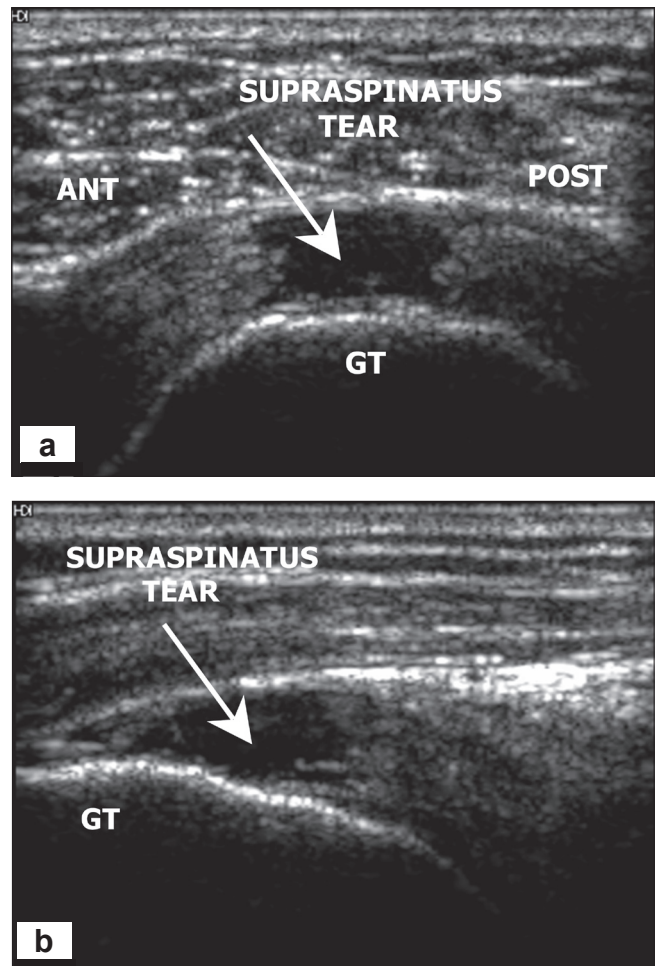 HDI
SUPRASPINATUS
TEAR
ANT
POST
GT
a
HDI
SUPRASPINATUS
TEAR
GT
b